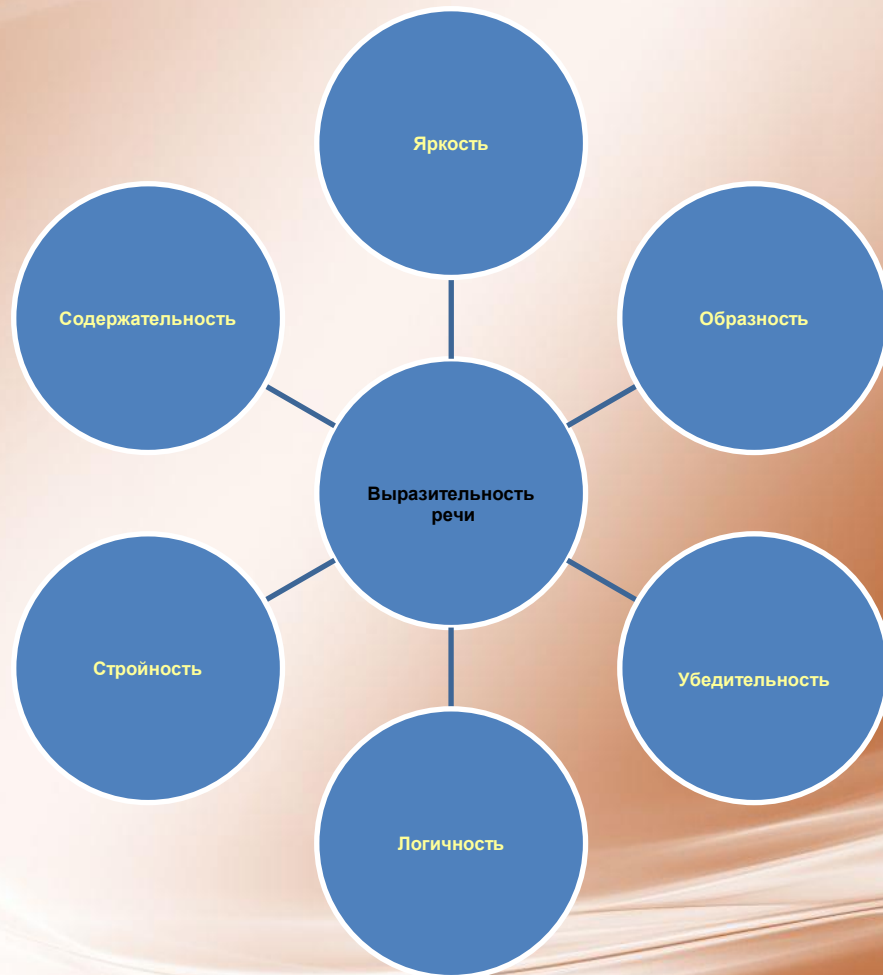 Яркость
Содержательность
Образность
Выразительность
речи
Стройность
Убедительность
Логичность